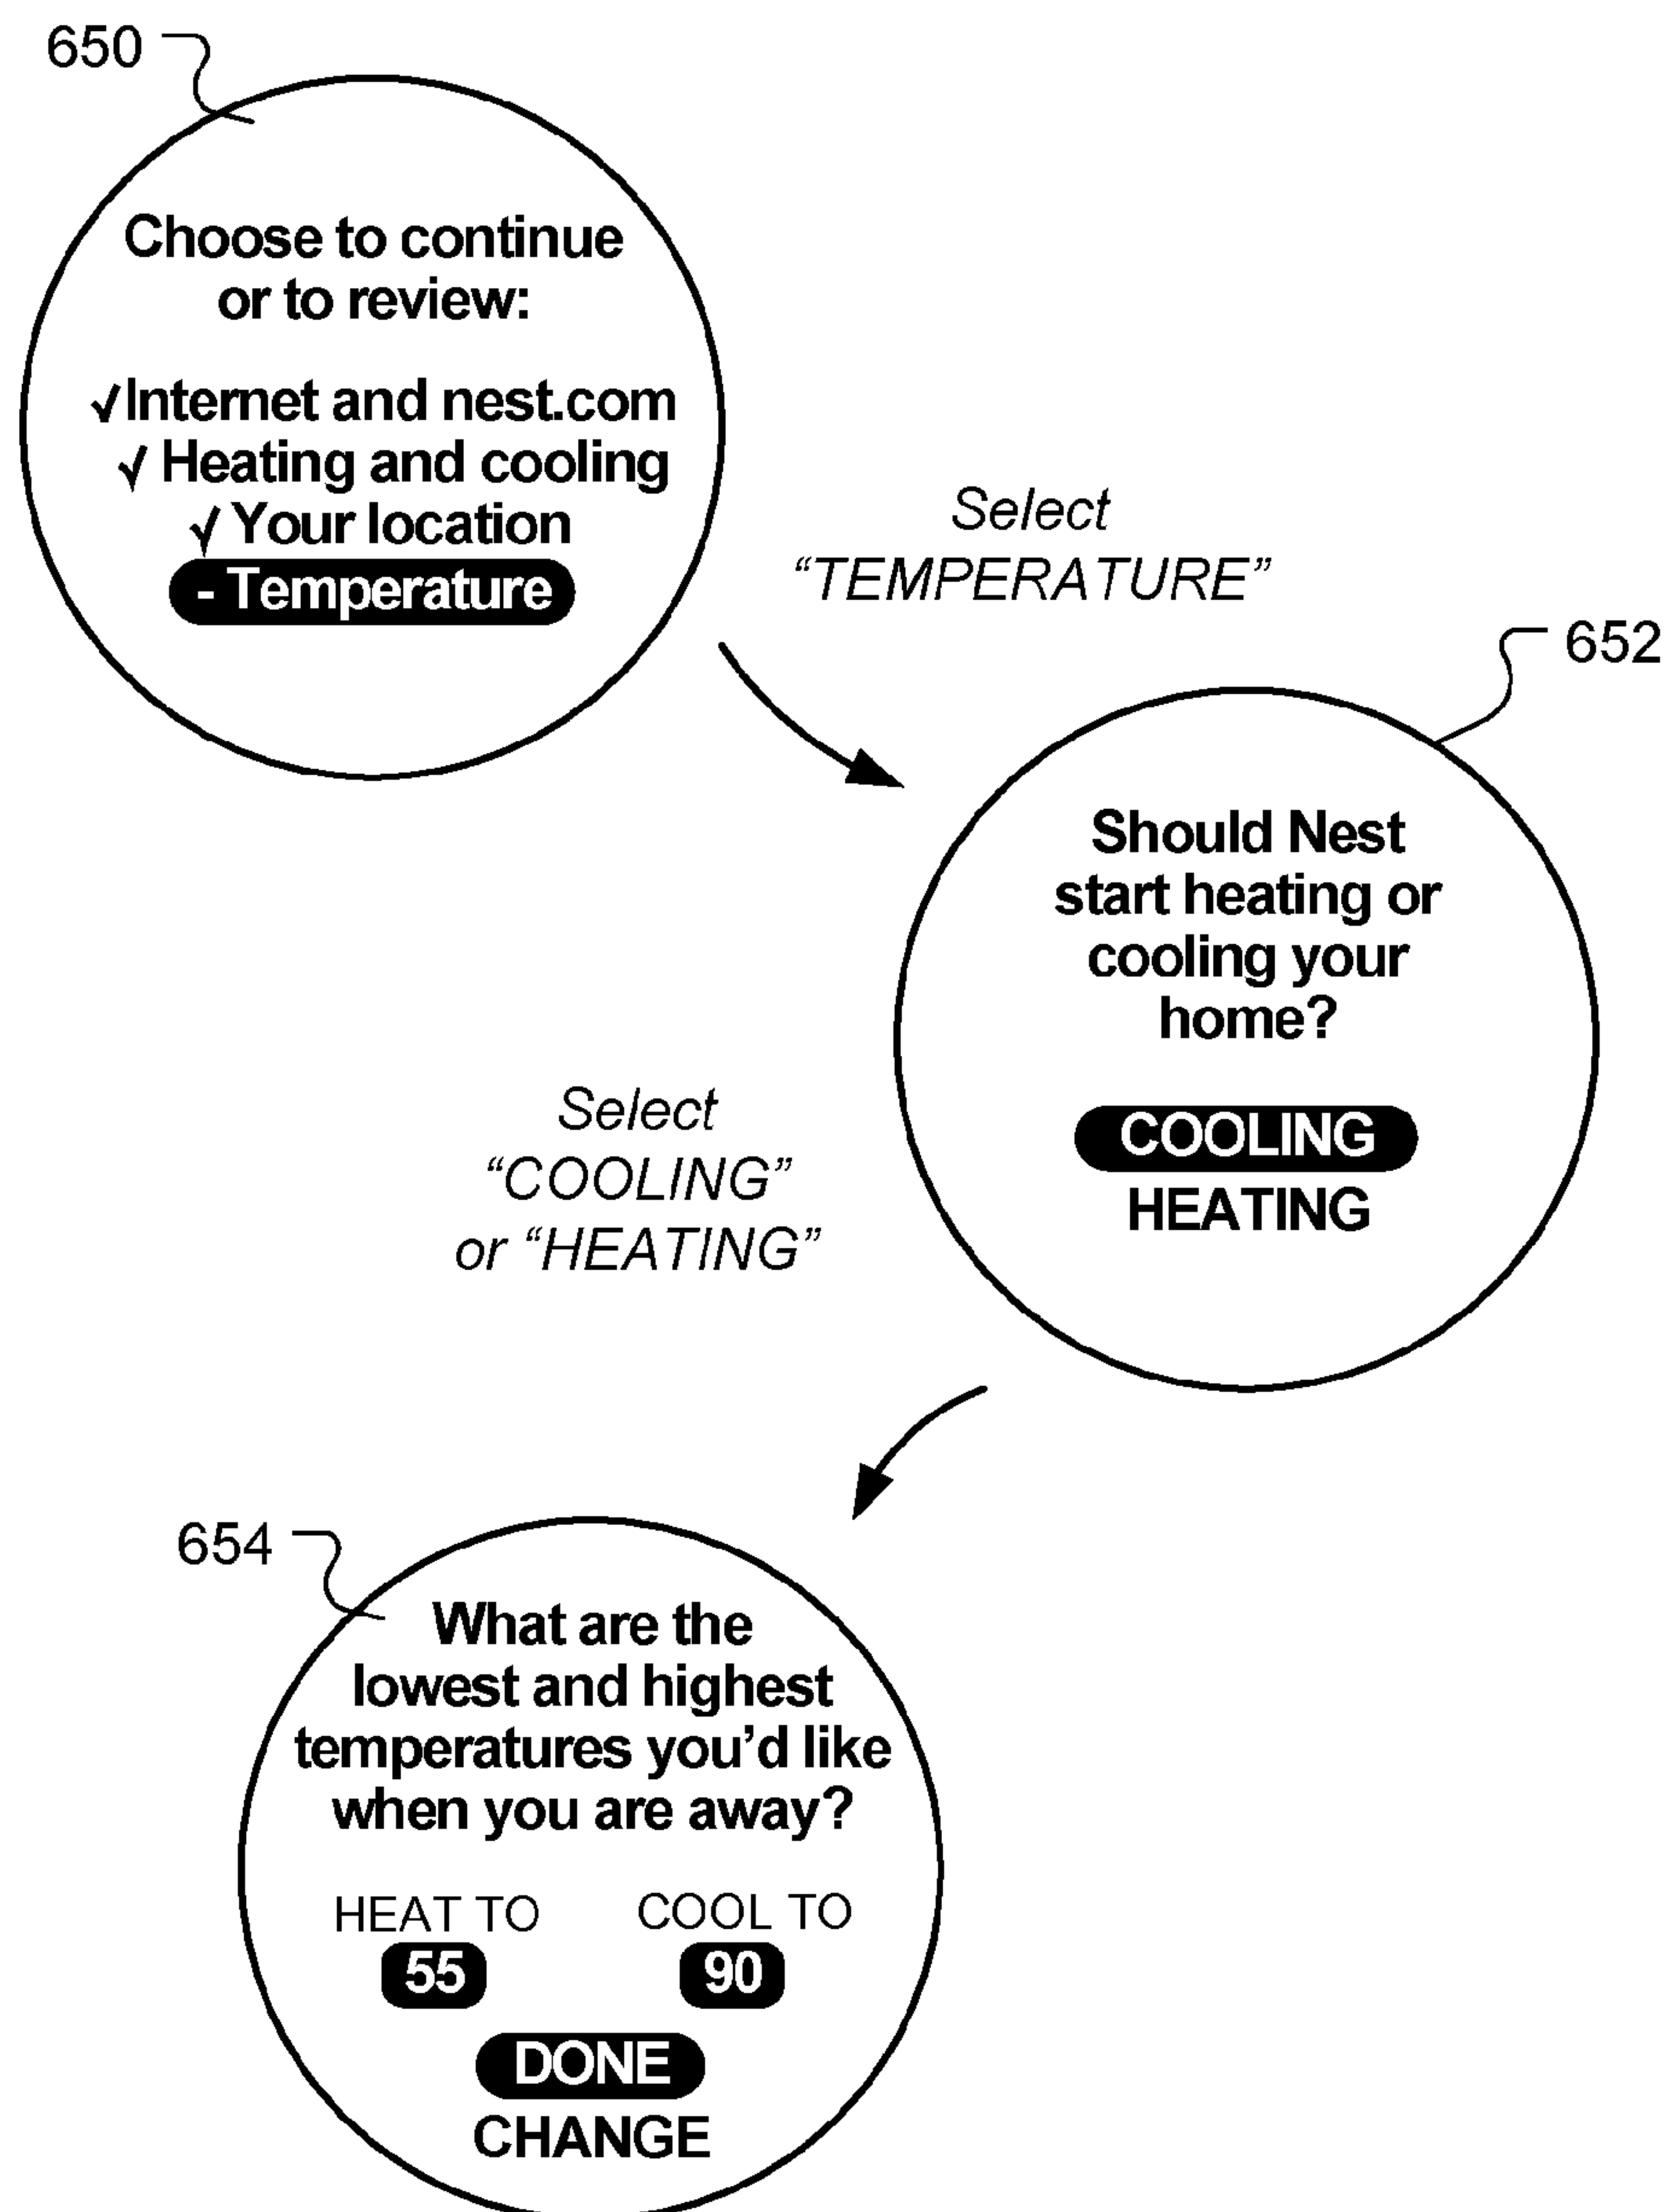 650
Choose to continue
or to review:
√Internet and nest.com
√ Heating and cooling
√ Your location
- Temperature
Select
“TEMPERATURE”
652
Should Nest
start heating or
cooling your
home?
COOLING
HEATING
Select
“COOLING”
or “HEATING”
654
What are the
lowest and highest
temperatures you’d like
when you are away?
HEAT TO COOL TO
55 90
DONE
CHANGE